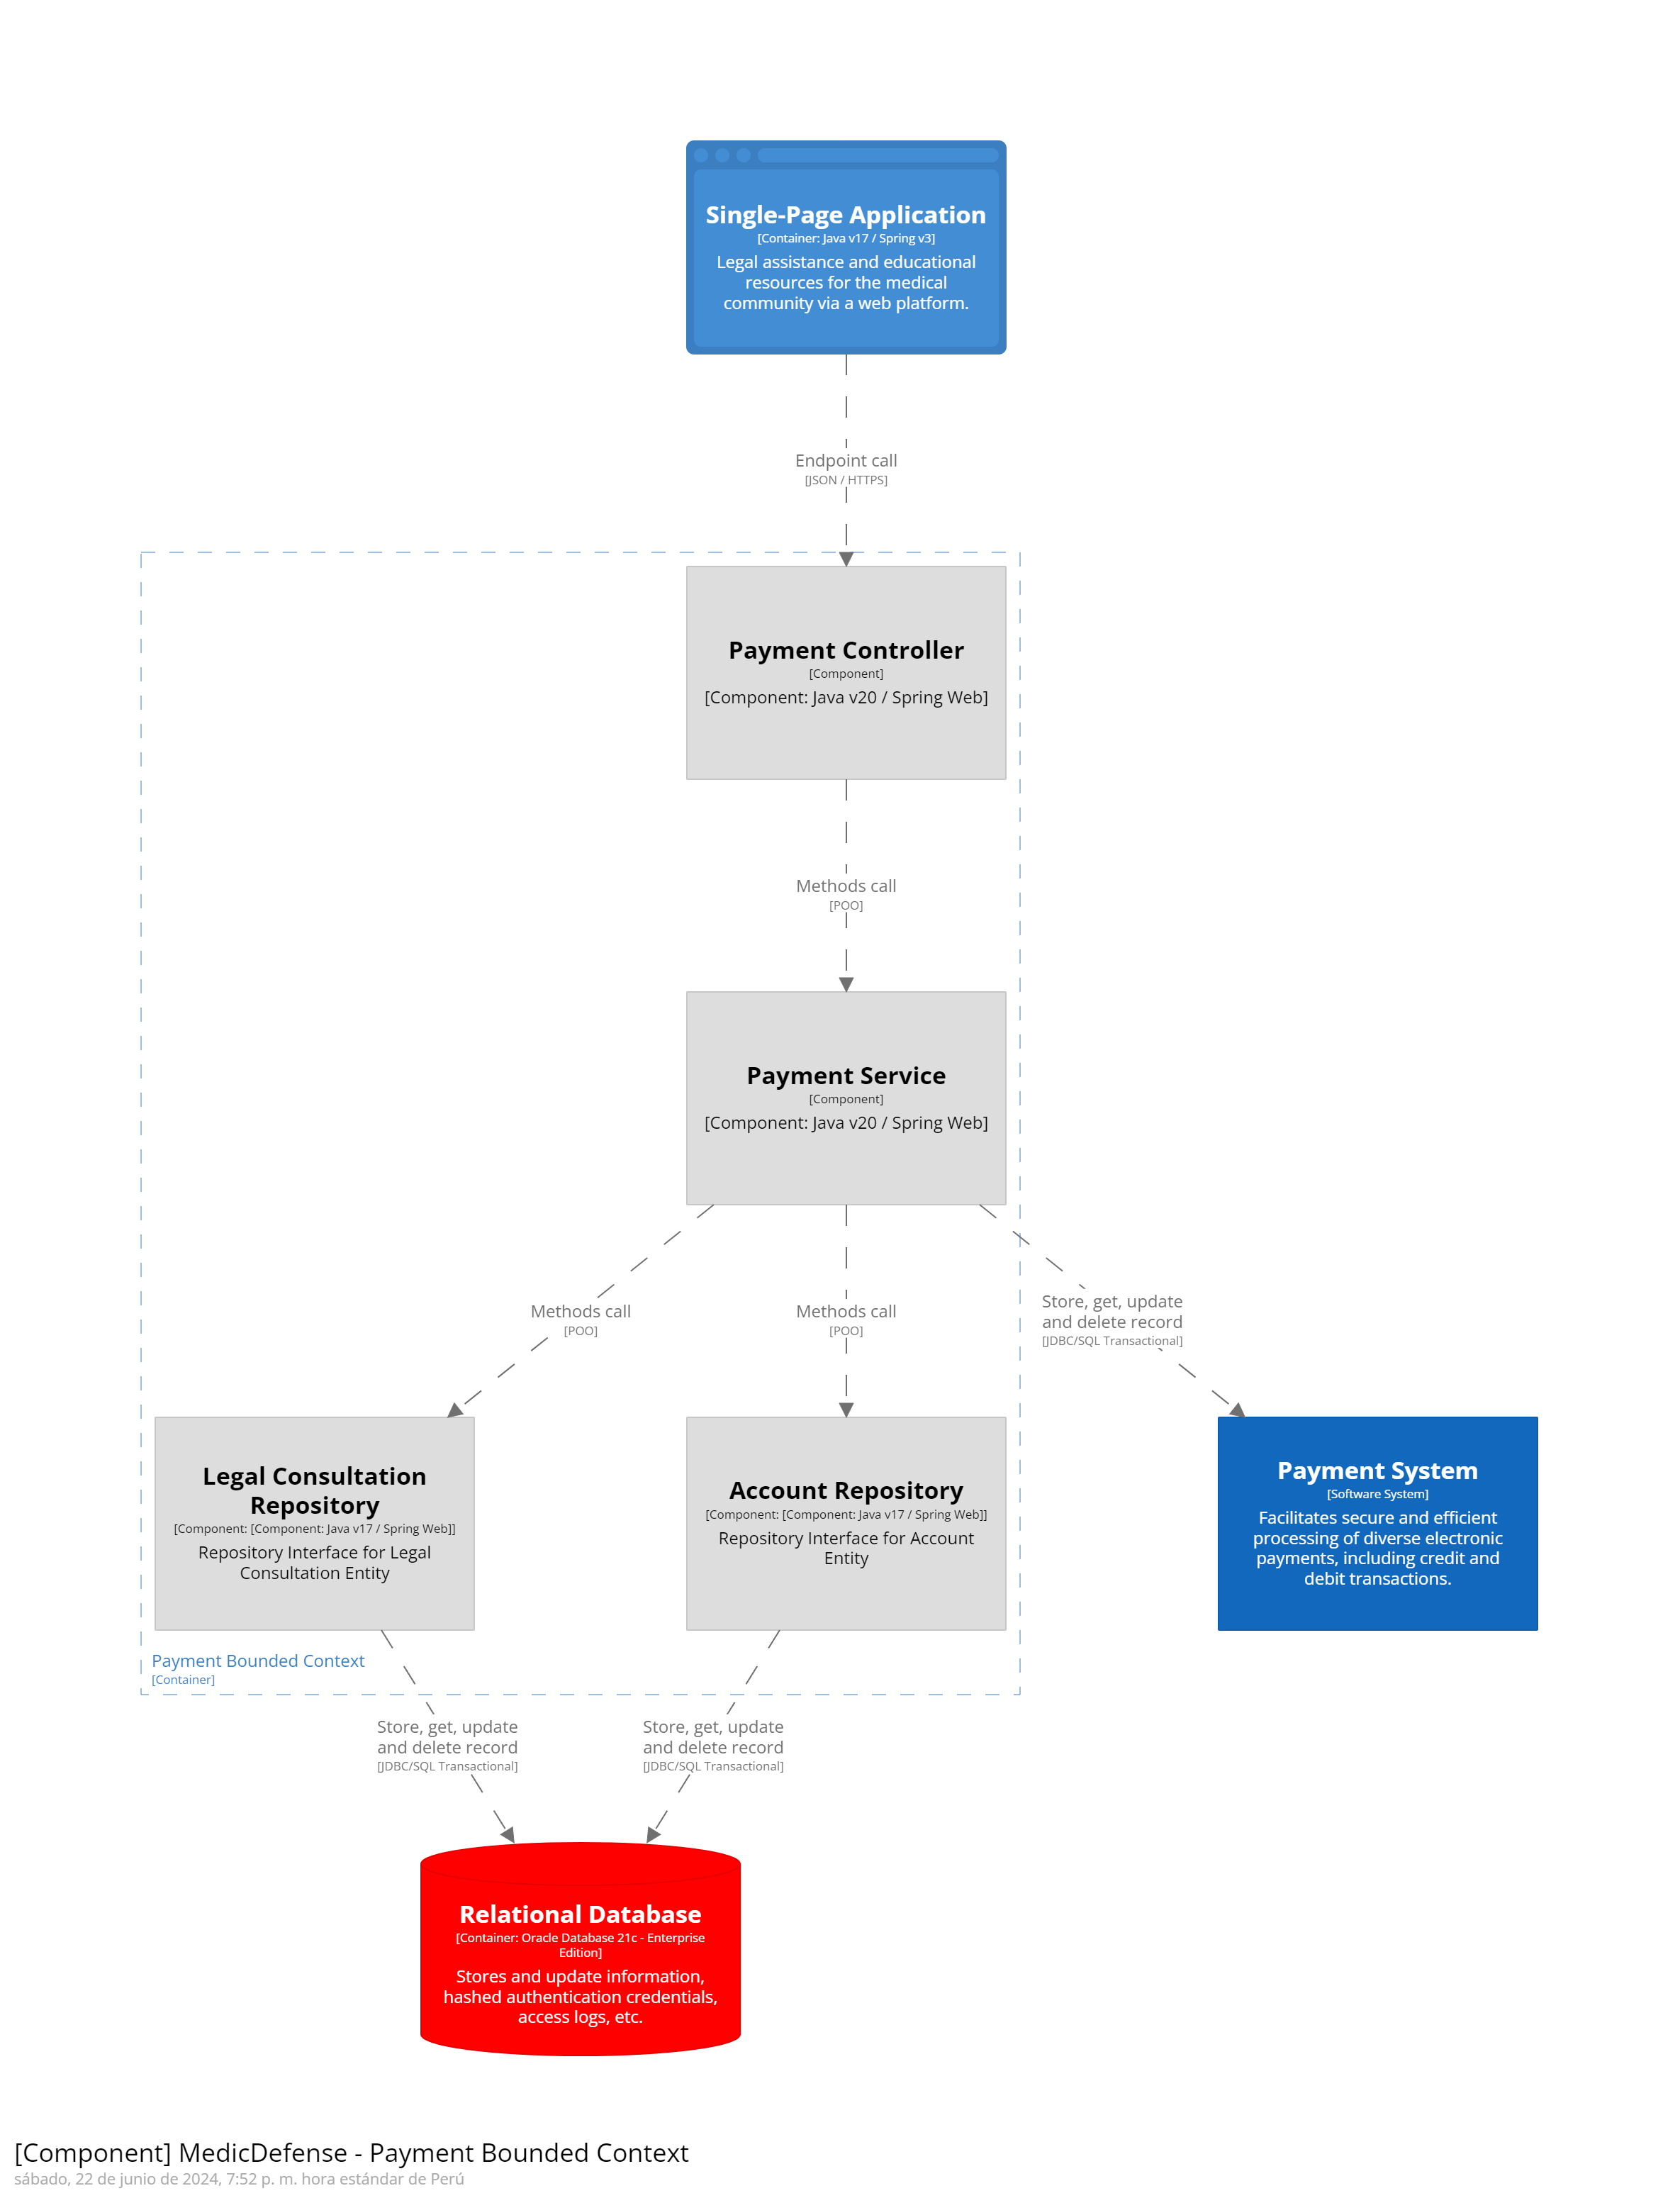 Single-Page Application
[Container: Java v17 / Spring v3]
Legal assistance and educational
resources for the medical
community via a web platform.
Endpoint call
[JSON / HTTPS]
Payment Controller
[Component]
[Component: Java v20 / Spring Web]
Methods call
[POO]
Payment Service
[Component]
[Component: Java v20 / Spring Web]
Methods call
[POO]
Methods call
[POO]
Store, get, update
and delete record
[JDBC/SQL Transactional]
Legal Consultation
Repository
[Component: [Component: Java v17 / Spring Web]]
Repository Interface for Legal
Consultation Entity
Account Repository
[Component: [Component: Java v17 / Spring Web]]
Repository Interface for Account
Entity
Payment System
[Software System]
Facilitates secure and efficient
processing of diverse electronic
payments, including credit and
debit transactions.
Payment Bounded Context
[Container]
Store, get, update
and delete record
[JDBC/SQL Transactional]
Store, get, update
and delete record
[JDBC/SQL Transactional]
Relational Database
[Container: Oracle Database 21c - Enterprise
Edition]
Stores and update information,
hashed authentication credentials,
access logs, etc.
[Component] MedicDefense - Payment Bounded Context
sábado, 22 de junio de 2024, 7:52 p. m. hora estándar de Perú